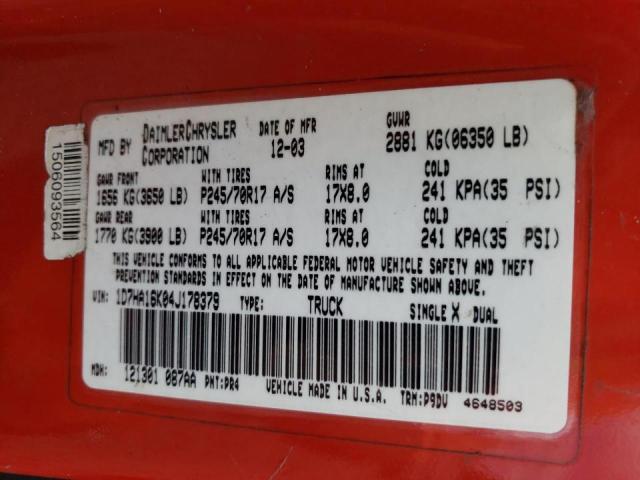 MFD BY DAIMLERCHRYSLER CORPORATION DATE OF MFR 12-03 GVWR 2881 KG(06350 LB)
GAWR FRONT WITH TIRES RIMS AT COLD
1656 KG(3650 LB) P245/70R17 A/S 17X8.0 241 KPA(35 PSI)
GAWR REAR WITH TIRES RIMS AT COLD
1770 KG(3900 LB) P245/70R17 A/S 17X8.0 241 KPA(35 PSI)
THIS VEHICLE CONFORMS TO ALL APPLICABLE FEDERAL MOTOR VEHICLE SAFETY AND THEFT
PREVENTION STANDARDS IN EFFECT ON THE DATE OF MANUFACTURE SHOWN ABOVE.
VIN: 1D7HA16K04J178379 TYPE: TRUCK SINGLE X DUAL
MDH: 121301 087AA PNT:PR4 VEHICLE MADE IN U.S.A. TRM:P9DV 4648503
1506093564